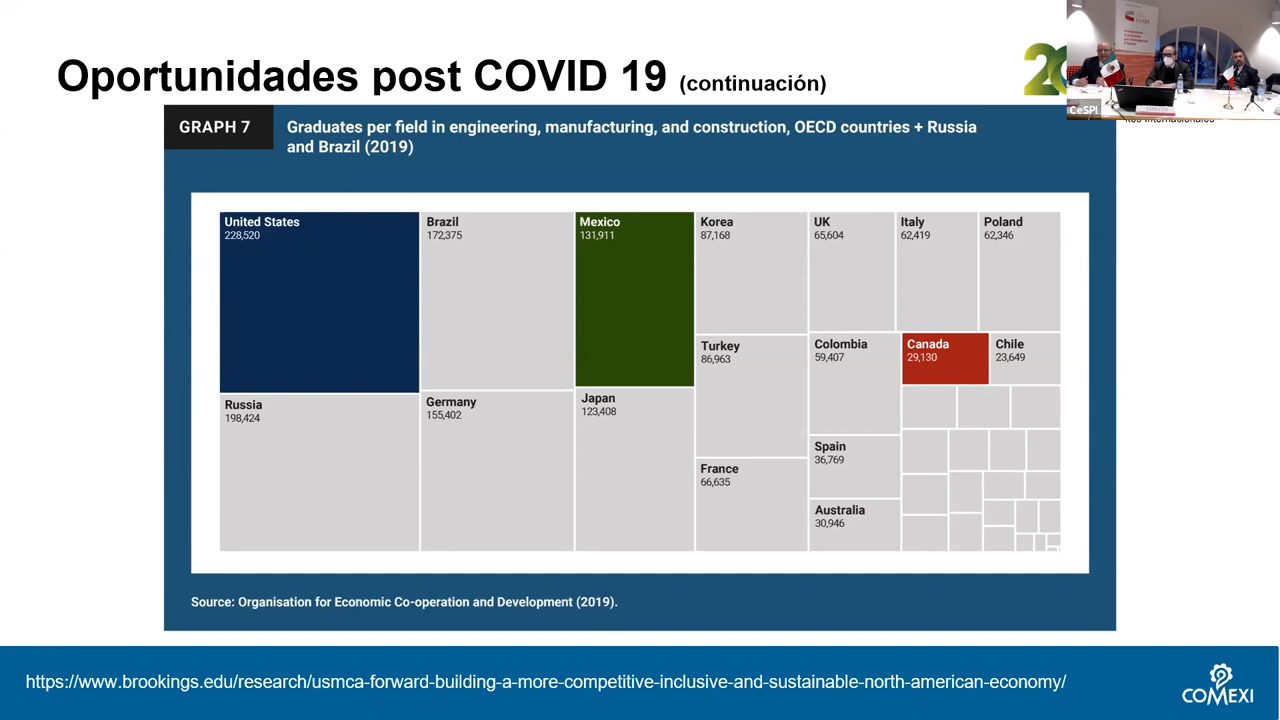 Oportunidades post COVID 19 (continuación)
20
CeSPI
CeSPI
GRAPH 7
Graduates per field in engineering, manufacturing, and construction, OECD countries + Russia
and Brazil (2019)
United States
228,520
Brazil
172,375
Mexico
131,911
Korea
87,168
UK
65,604
Italy
62,419
Poland
62,346
Turkey
86,963
Colombia
59,407
Canada
29,130
Chile
23,649
Russia
198,424
Germany
155,402
Japan
123,408
Spain
36,769
France
66,635
Australia
30,946
Source: Organisation for Economic Co-operation and Development (2019).
https://www.brookings.edu/research/usmca-forward-building-a-more-competitive-inclusive-and-sustainable-north-american-economy/
COMEXI